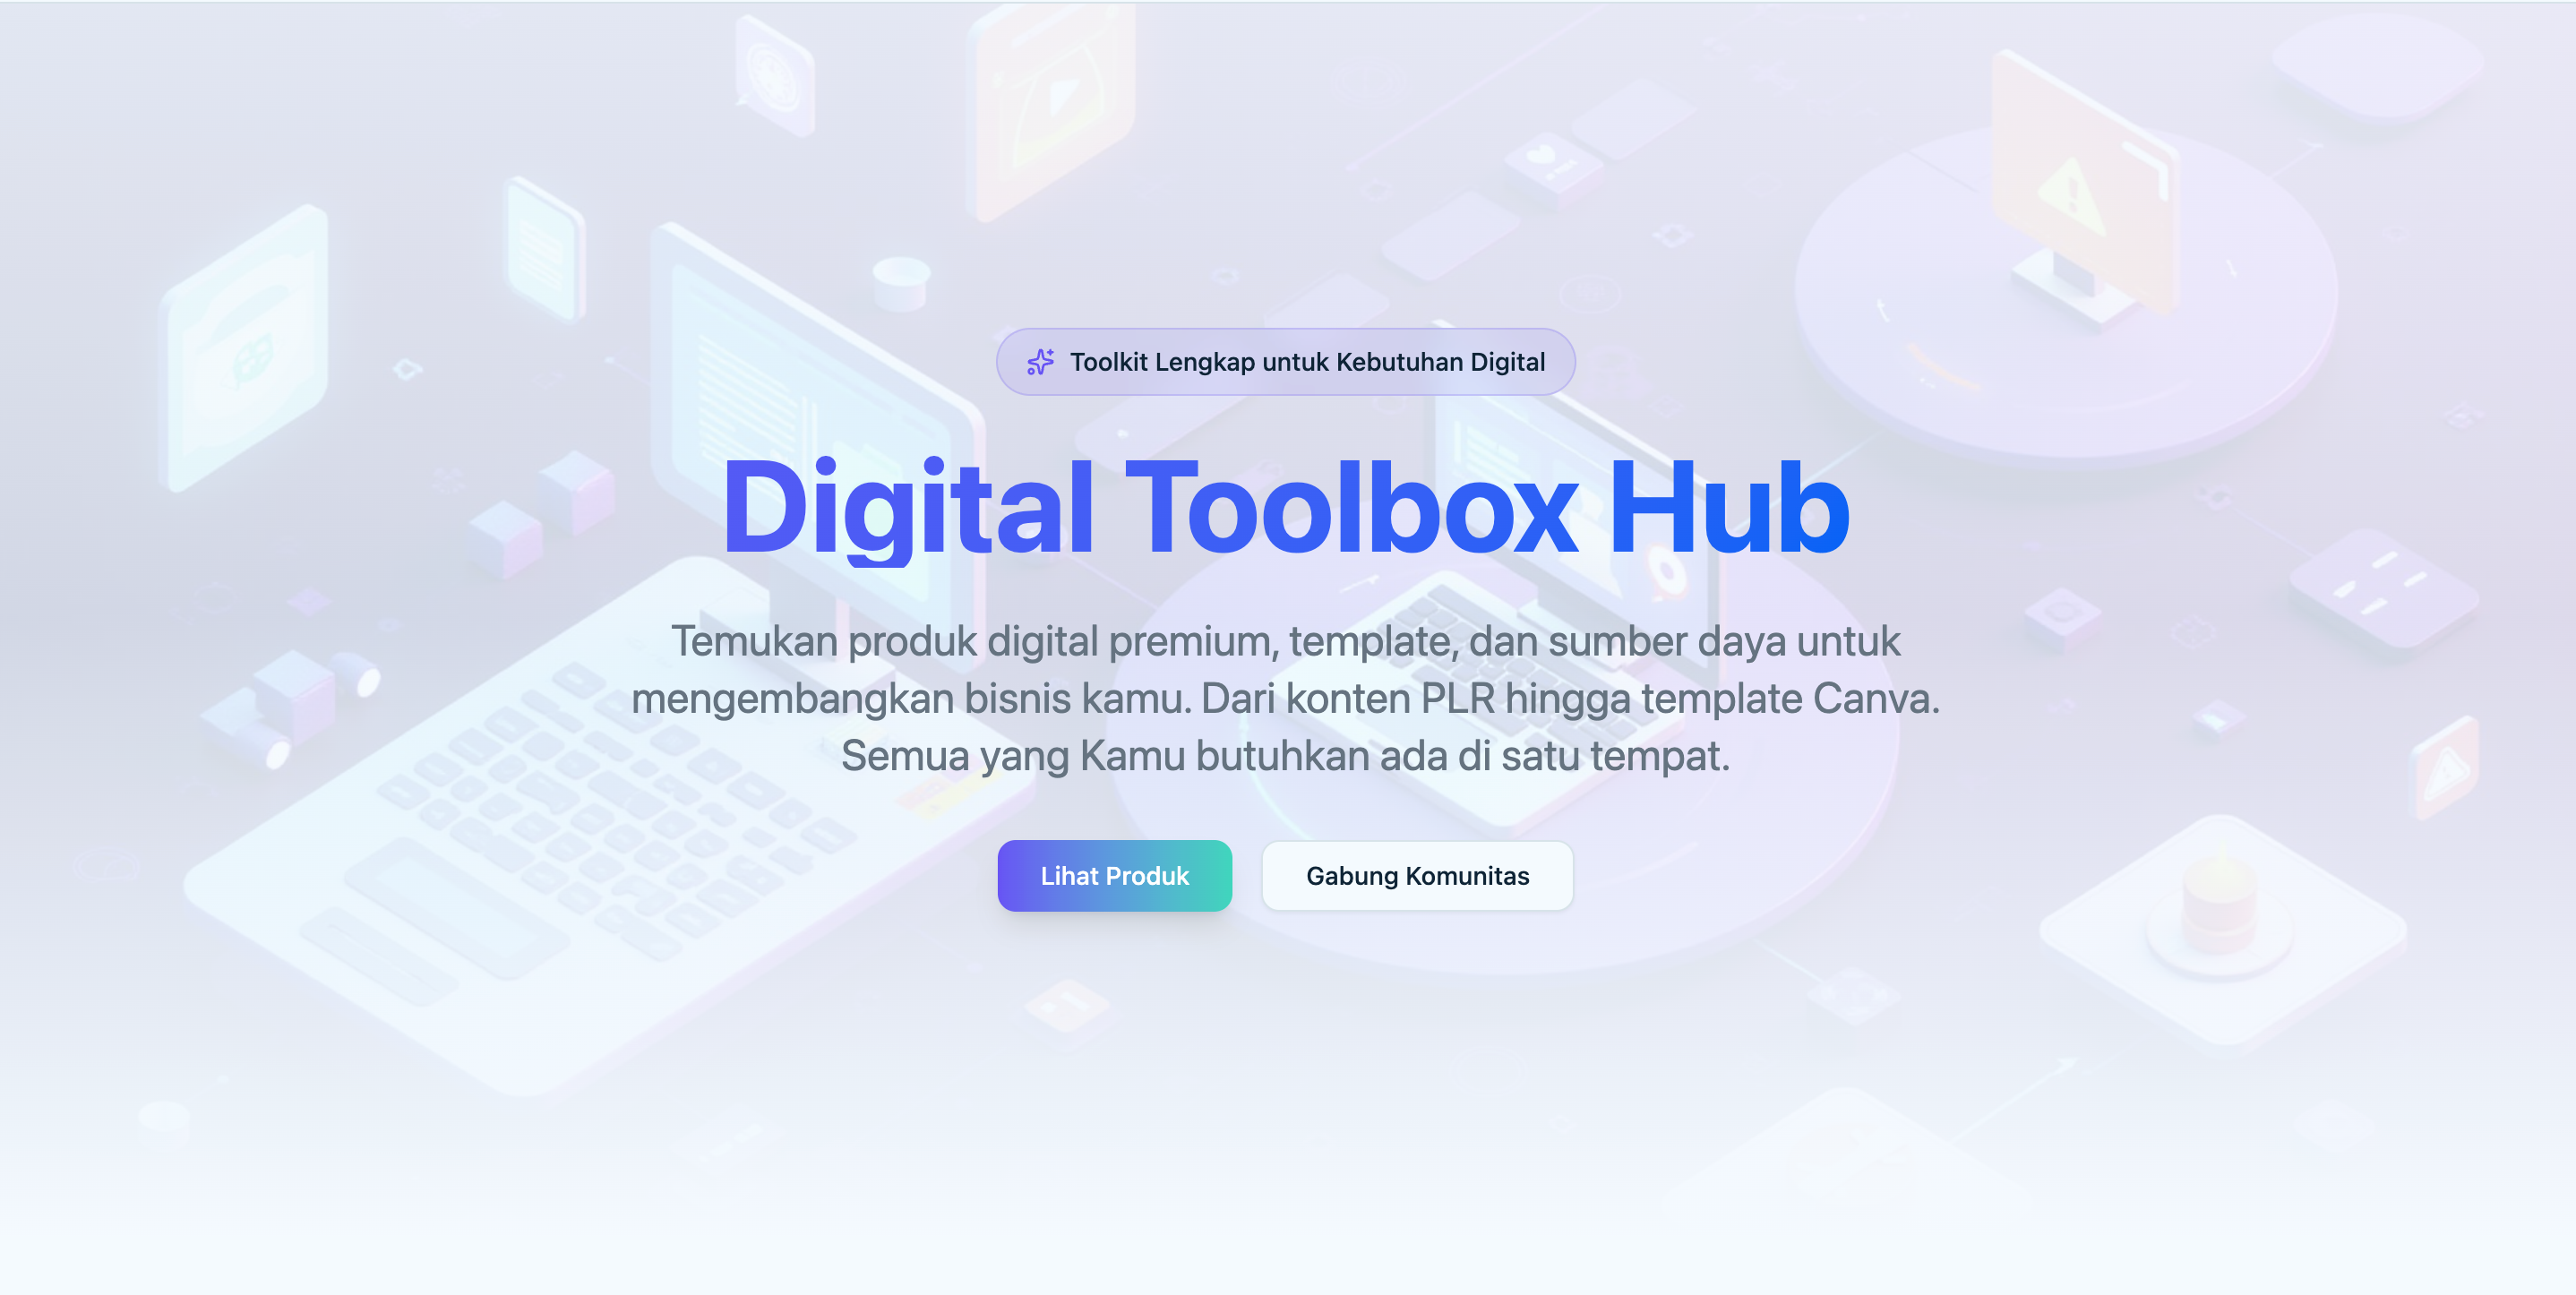 Toolkit Lengkap untuk Kebutuhan Digital
Digital Toolbox Hub
Temukan produk digital premium, template, dan sumber daya untuk
mengembangkan bisnis kamu. Dari konten PLR hingga template Canva.
Semua yang Kamu butuhkan ada di satu tempat.
Lihat Produk
Gabung Komunitas